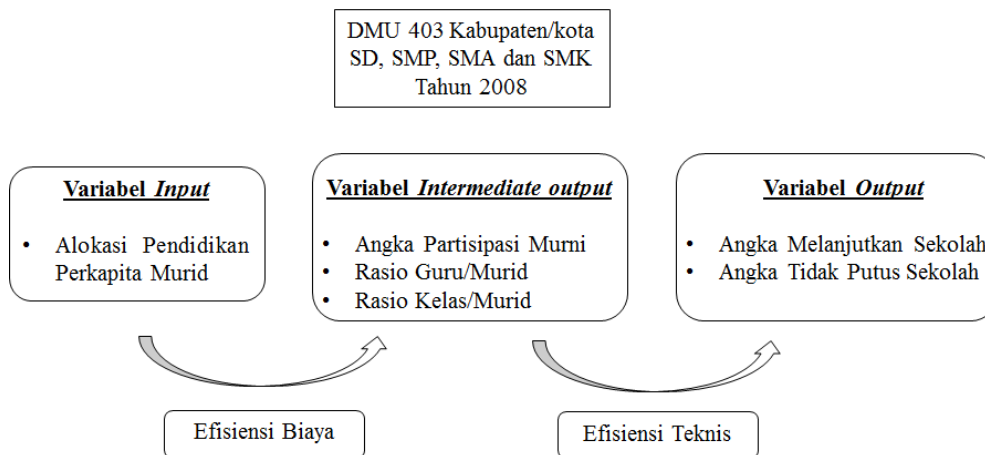 DMU 403 Kabupaten/kota
SD, SMP, SMA dan SMK
Tahun 2008
Variabel Input
• Alokasi Pendidikan
Perkapita Murid
Variabel Intermediate output
• Angka Partisipasi Murni
• Rasio Guru/Murid
• Rasio Kelas/Murid
Variabel Output
• Angka Melanjutkan Sekolah
• Angka Tidak Putus Sekolah
Efisiensi Biaya
Efisiensi Teknis